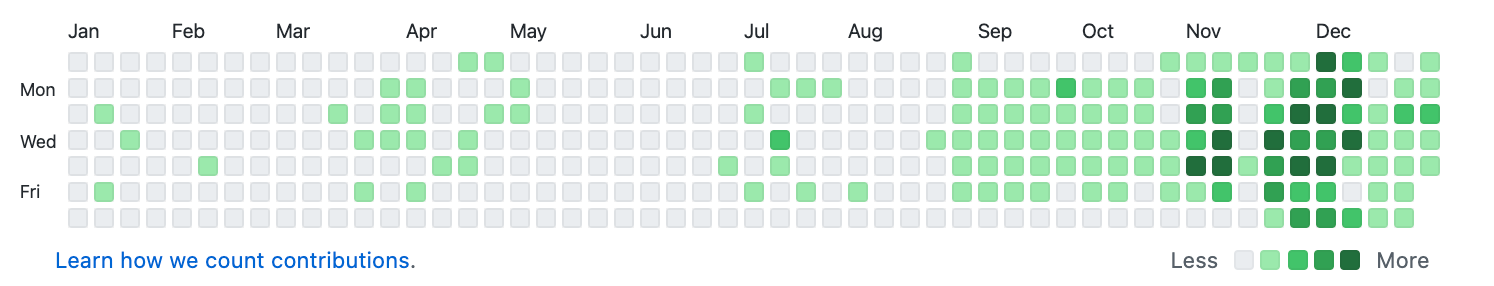 Jan Feb Mar Apr May Jun Jul Aug Sep Oct Nov Dec
Mon
Wed
Fri
Learn how we count contributions. Less More